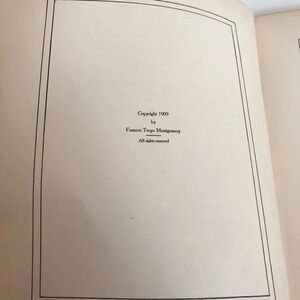 Copyright 1909
by
Frances Trego Montgomery
All rights reserved